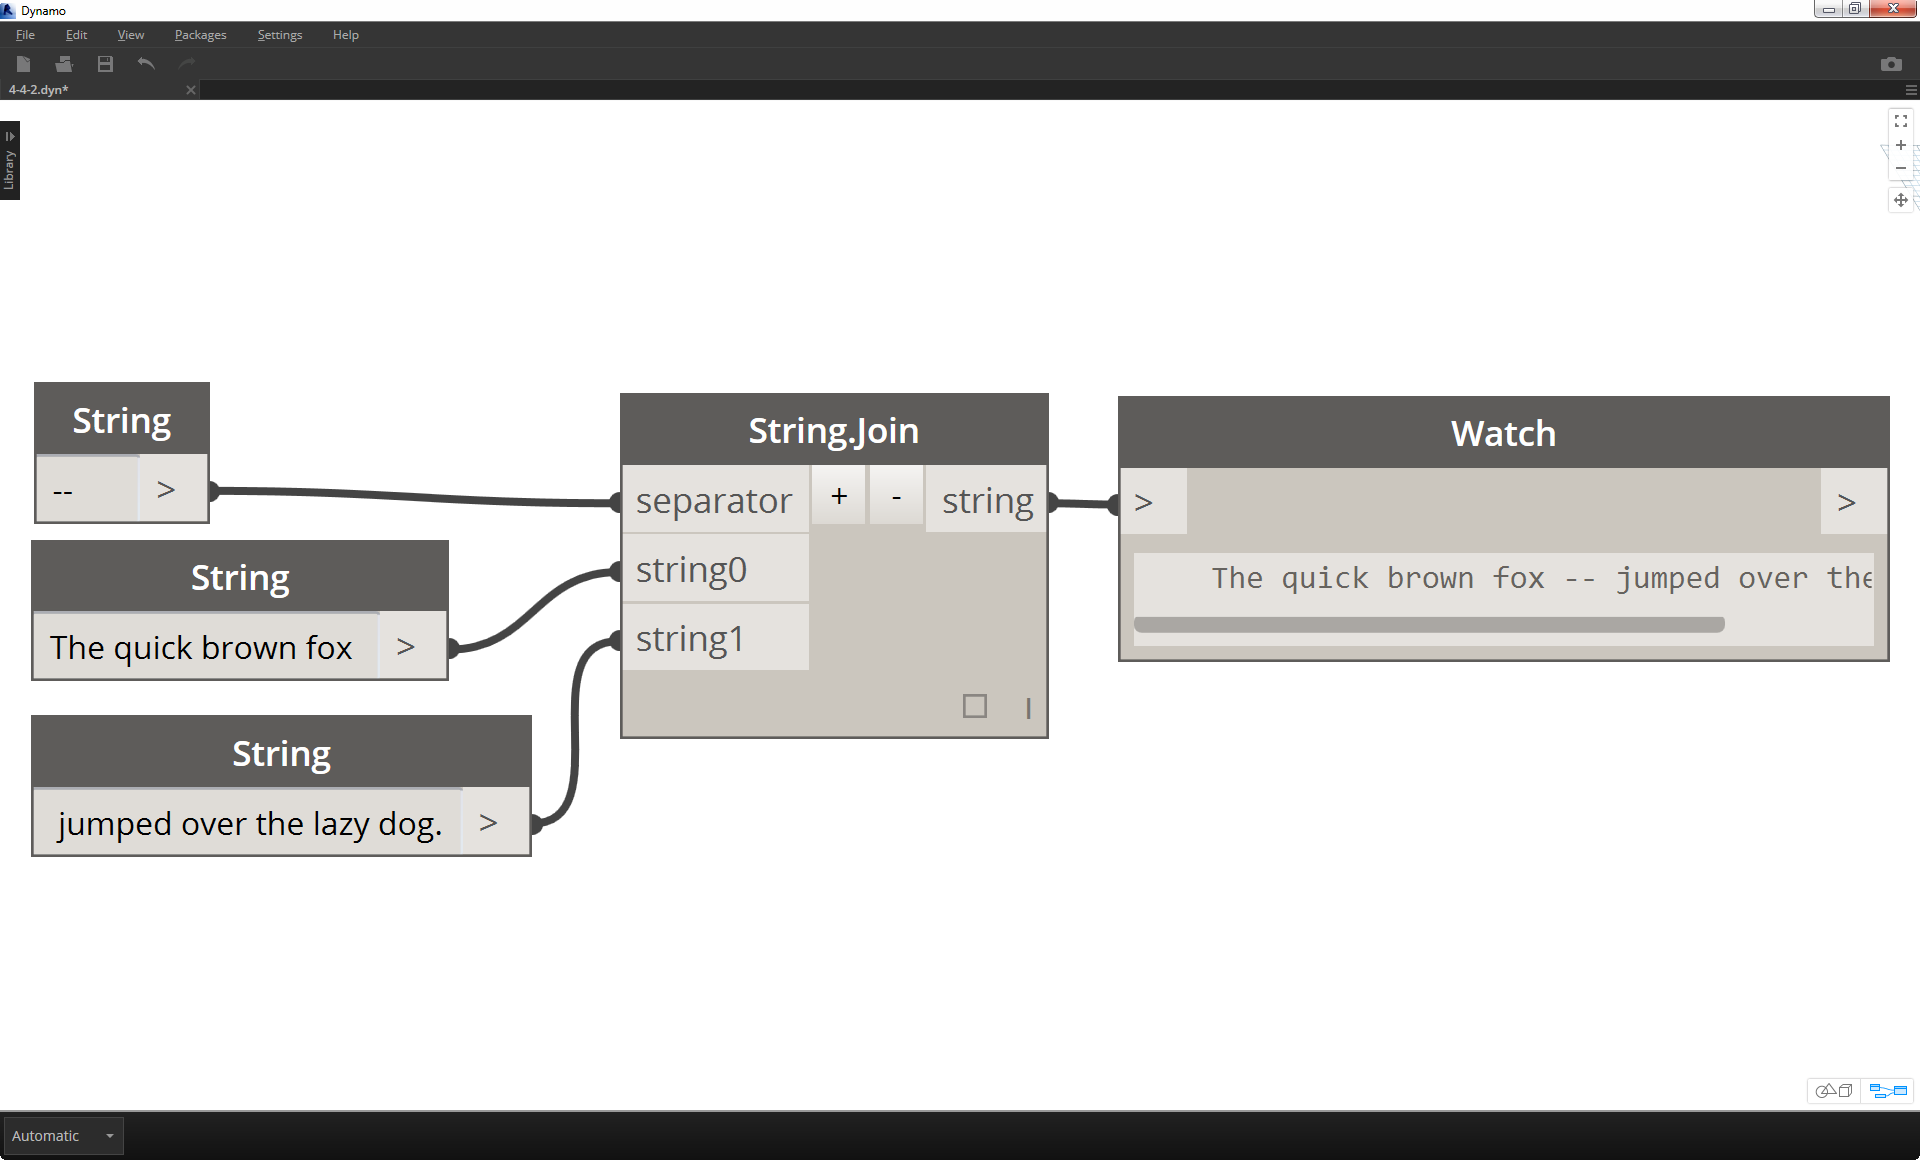 Dynamo
File Edit View Packages Settings Help
4-4-2.dyn*
Library
String
-- >
String
The quick brown fox >
String
jumped over the lazy dog. >
String.Join
separator + - string
string0
string1
Watch
> >
The quick brown fox -- jumped over the
Automatic